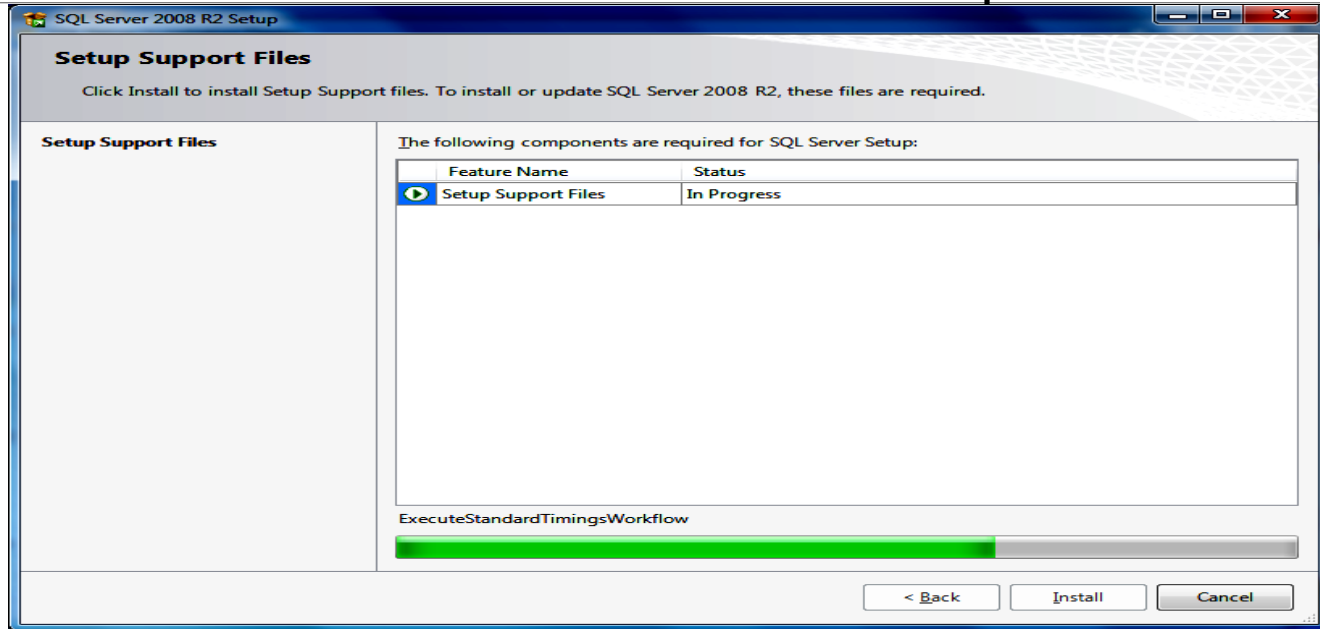 SQL Server 2008 R2 Setup
Setup Support Files
Click Install to install Setup Support files. To install or update SQL Server 2008 R2, these files are required.
Setup Support Files
The following components are required for SQL Server Setup:
Feature Name Status
Setup Support Files In Progress
ExecuteStandardTimingsWorkflow
< Back Install Cancel